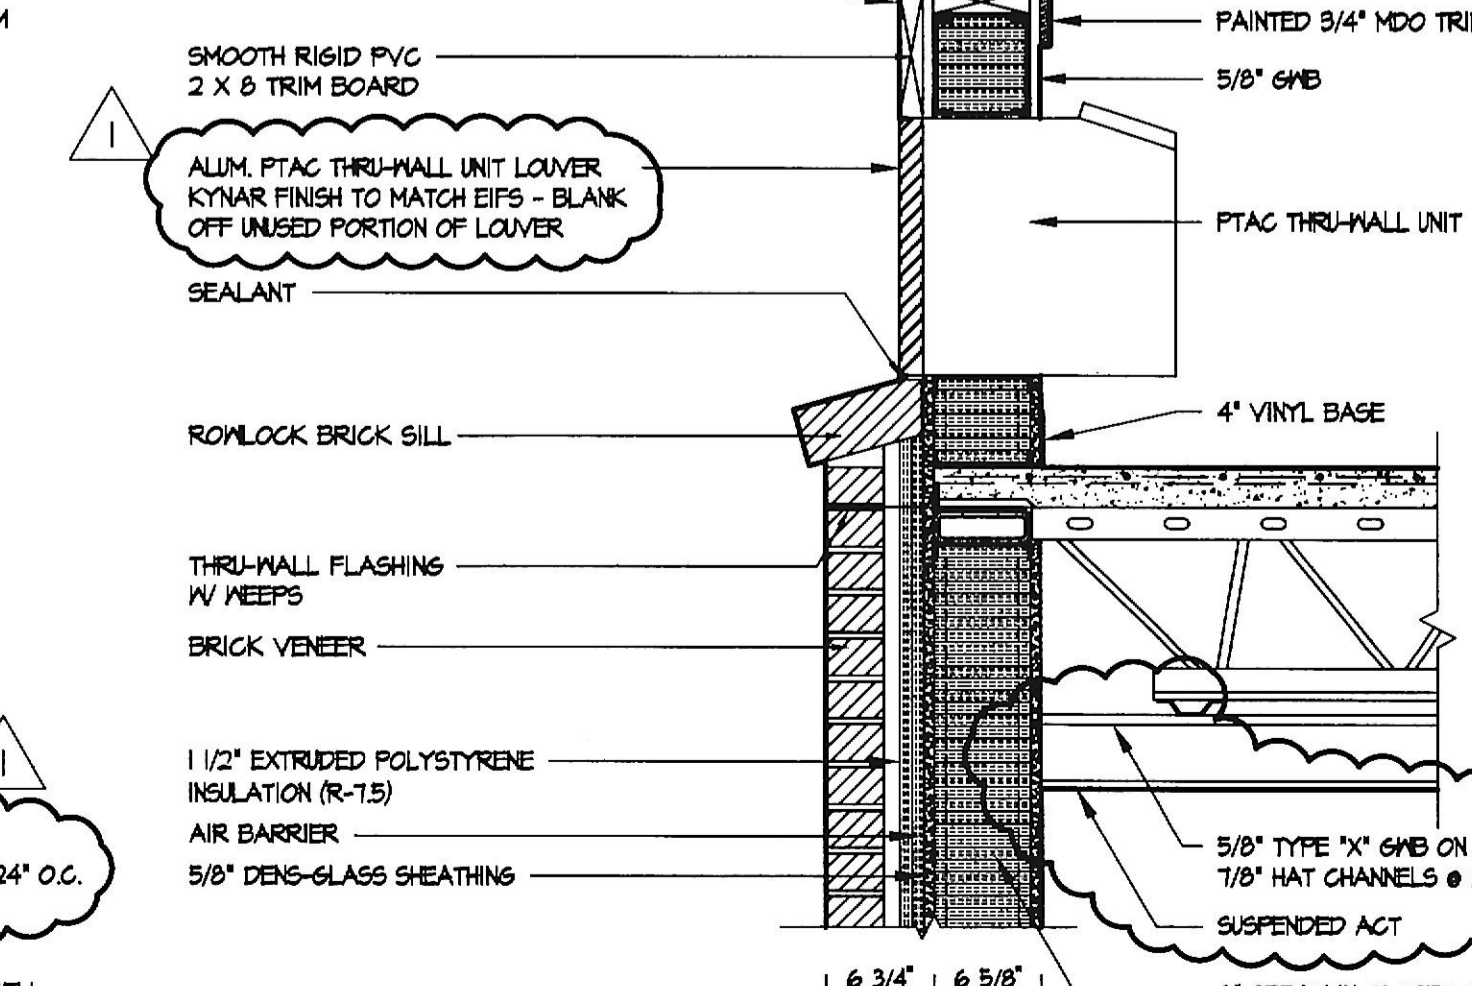 SMOOTH RIGID PVC
2 X 8 TRIM BOARD
1
ALUM. PTAC THRU-WALL UNIT LOUVER
KYNAR FINISH TO MATCH EIFS - BLANK
OFF UNUSED PORTION OF LOUVER
SEALANT
ROWLOCK BRICK SILL
THRU-WALL FLASHING
W/ WEEPS
BRICK VENEER
1 1/2" EXTRUDED POLYSTYRENE
INSULATION (R-7.5)
AIR BARRIER
5/8" DENS-GLASS SHEATHING
24" O.C.
PAINTED 3/4" MDO TRI
5/8" GWB
PTAC THRU-WALL UNIT
4" VINYL BASE
5/8" TYPE "X" GWB ON
7/8" HAT CHANNELS @
SUSPENDED ACT
6 3/4" 6 5/8"